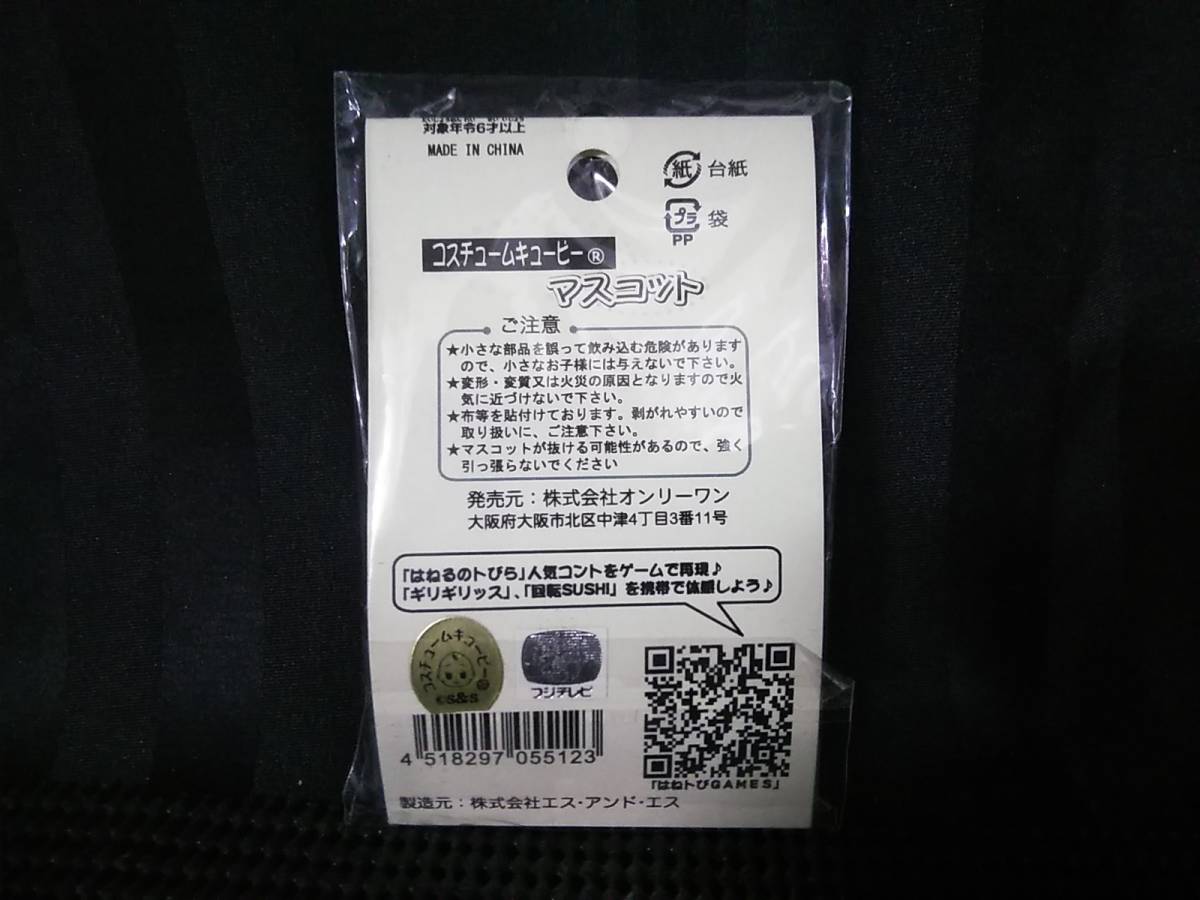 対象年令6才以上
MADE IN CHINA
紙 台紙
プラ 袋
PP
コスチュームキューピー®
マスコット
ご注意
★小さな部品を誤って飲み込む危険があります
ので、小さなお子様には与えないで下さい。
★変形・変質又は火災の原因となりますので火
気に近づけないで下さい。
★布等を貼付けております。剥がれやすいので
取り扱いに、ご注意下さい。
★マスコットが抜ける可能性があるので、強く
引っ張らないでください
発売元：株式会社オンリーワン
大阪府大阪市北区中津4丁目3番11号
「はねるのトびら」人気コントをゲームで再現♪
「ギリギリッス」、「回転SUSHI」を携帯で体感しよう♪
コスチュームキューピー®
©S&S
フジテレビ
4 518297 055123
「はねトびGAMES」
製造元：株式会社エス・アンド・エス